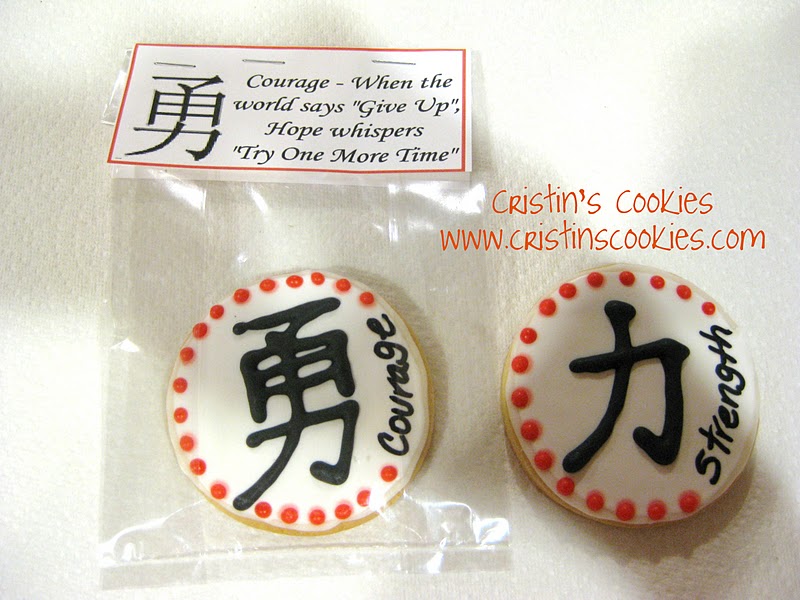 勇
Courage - When the
world says "Give Up",
Hope whispers
"Try One More Time"
Cristin's Cookies
www.cristinscookies.com
勇
Courage
力
Strength